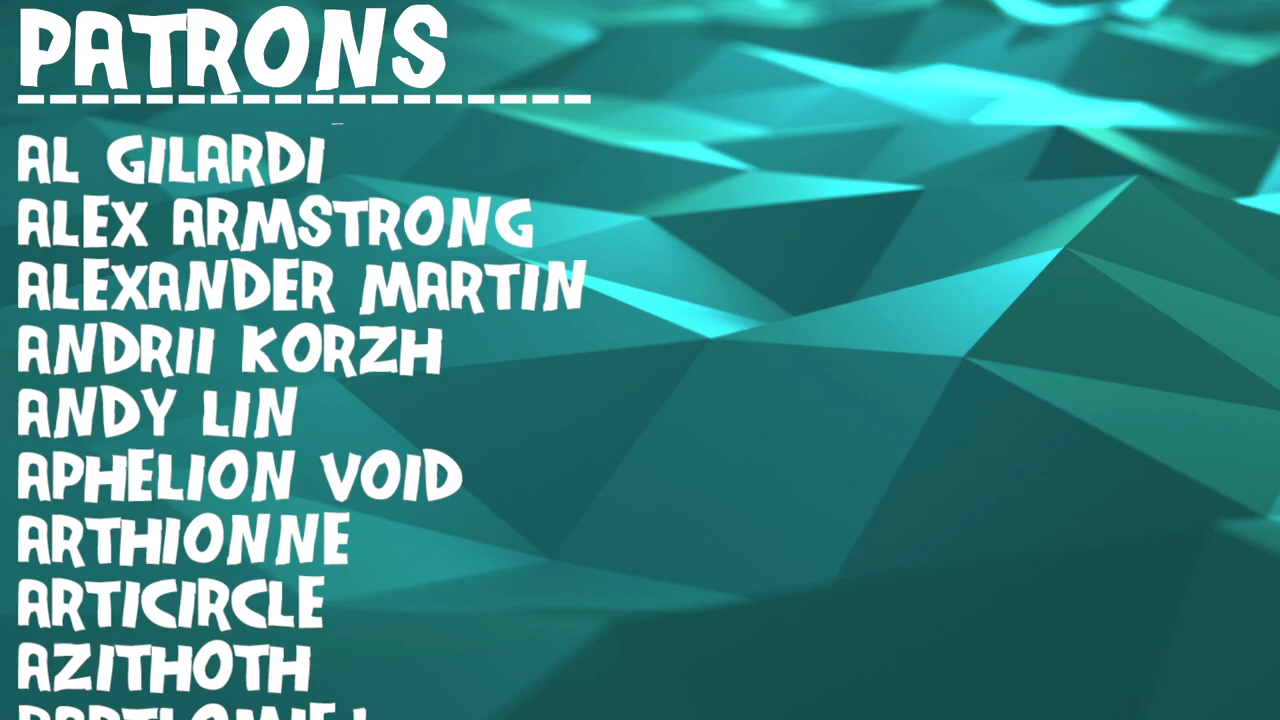 PATRONS
AL GILARDI
ALEX ARMSTRONG
ALEXANDER MARTIN
ANDRII KORZH
ANDY LIN
APHELION VOID
ARTHIONNE
ARTICIRCLE
AZITHOTH